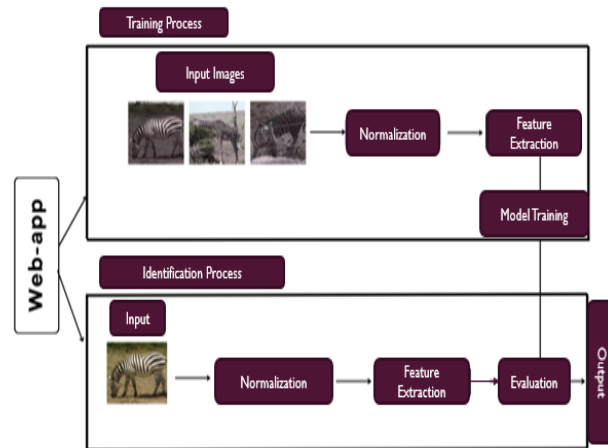 Training Process
Input Images
Normalization
Feature
Extraction
Model Training
Web-app
Identification Process
Input
Normalization
Feature
Extraction
Evaluation
Output